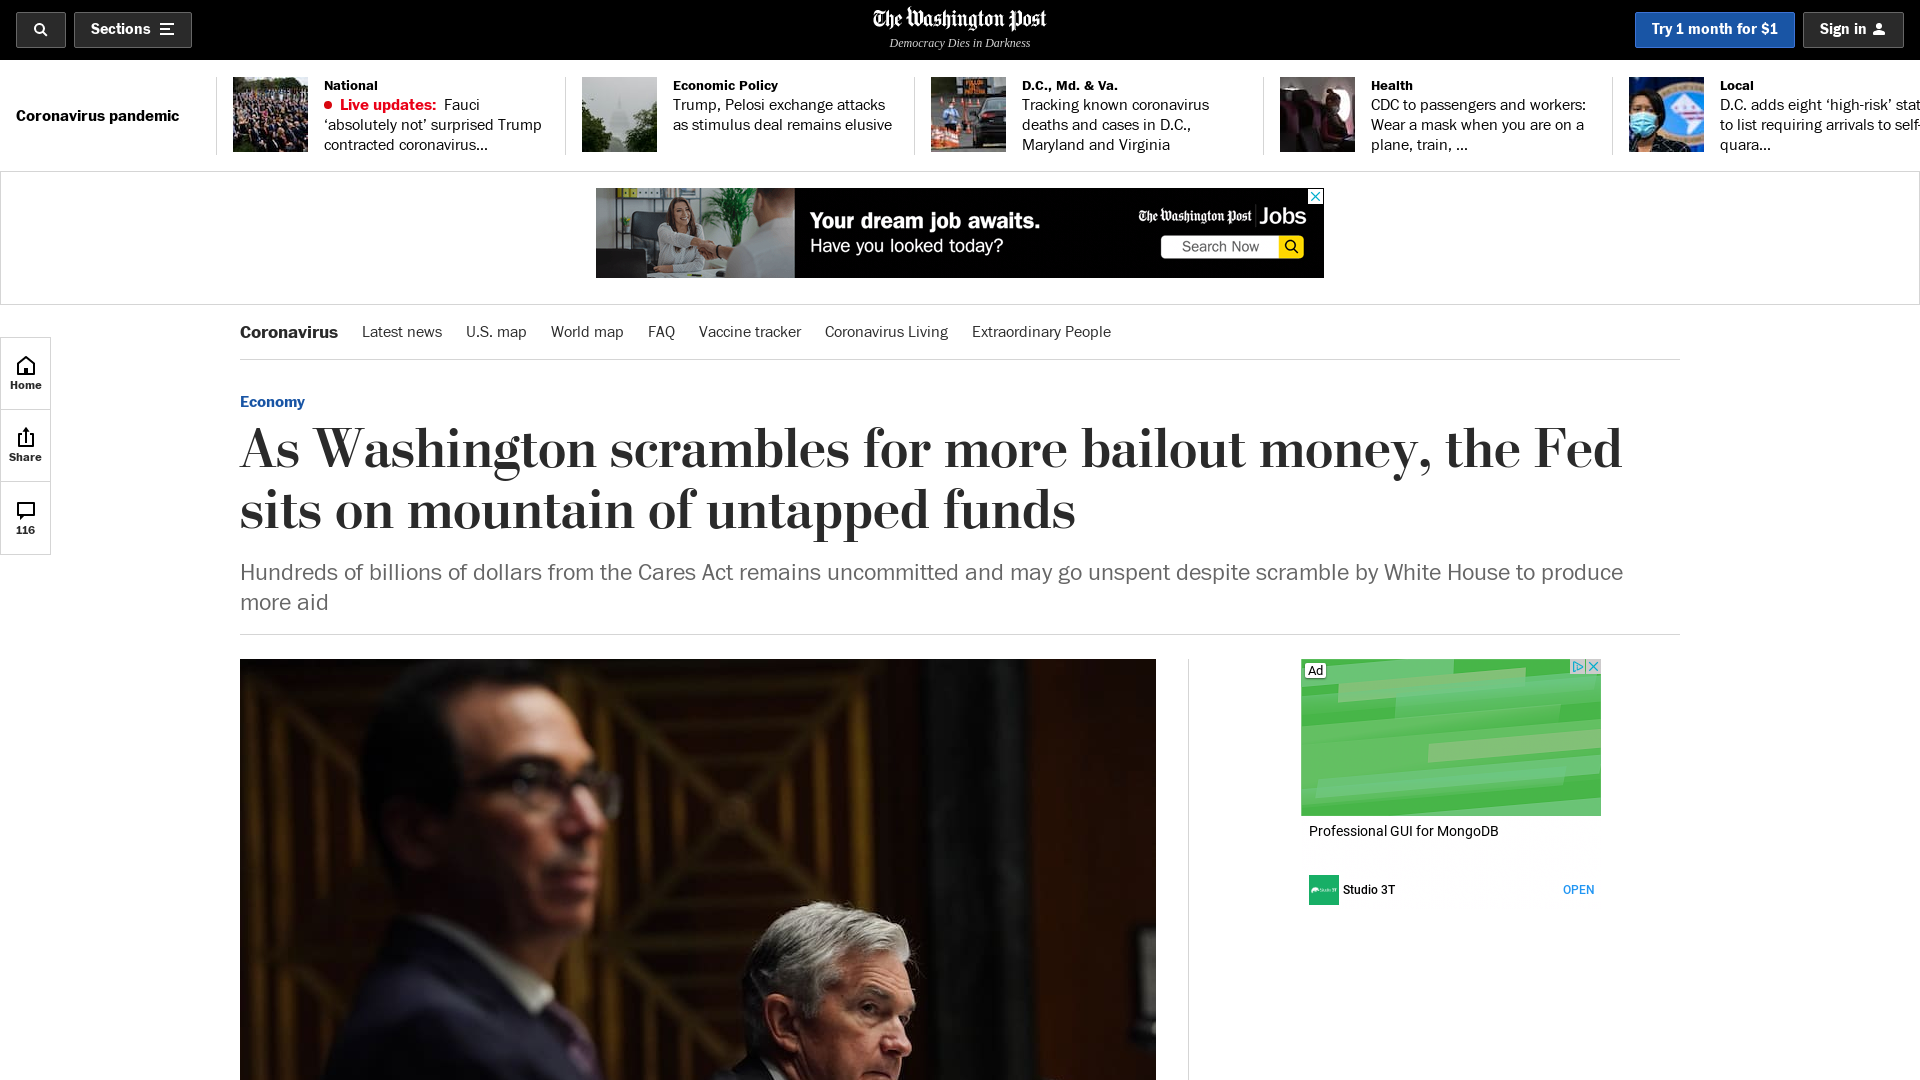 Sections
The Washington Post
Democracy Dies in Darkness
Try 1 month for $1
Sign in
Coronavirus pandemic
National
Live updates: Fauci
‘absolutely not’ surprised Trump
contracted coronavirus...
Economic Policy
Trump, Pelosi exchange attacks
as stimulus deal remains elusive
D.C., Md. & Va.
Tracking known coronavirus
deaths and cases in D.C.,
Maryland and Virginia
Health
CDC to passengers and workers:
Wear a mask when you are on a
plane, train, ...
Local
D.C. adds eight ‘high-risk’ stat
to list requiring arrivals to self-
quara...
Your dream job awaits.
Have you looked today?
The Washington Post Jobs
Search Now
Coronavirus
Latest news
U.S. map
World map
FAQ
Vaccine tracker
Coronavirus Living
Extraordinary People
Home
Share
116
Economy
As Washington scrambles for more bailout money, the Fed
sits on mountain of untapped funds
Hundreds of billions of dollars from the Cares Act remains uncommitted and may go unspent despite scramble by White House to produce
more aid
Ad
Professional GUI for MongoDB
Studio 3T
OPEN